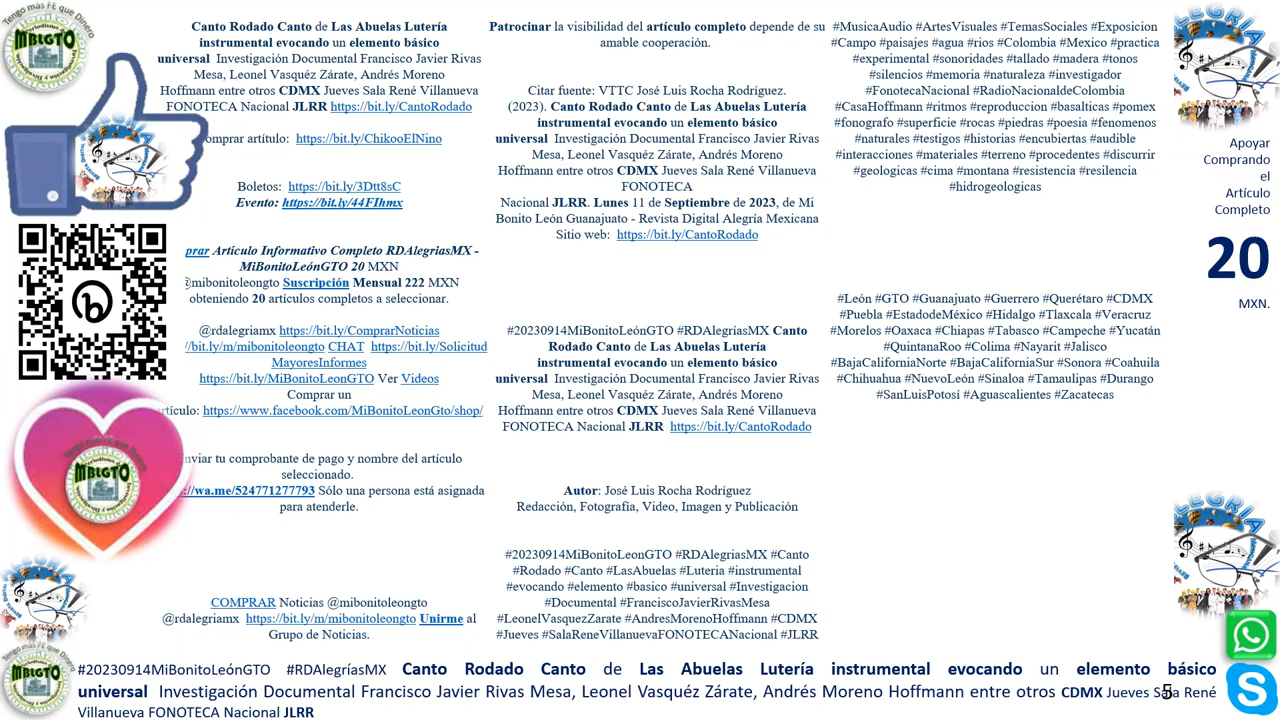 Canto Rodado Canto de Las Abuelas Lutería
instrumental evocando un elemento básico
universal Investigación Documental Francisco Javier Rivas
Mesa, Leonel Vasquéz Zárate, Andrés Moreno
Hoffmann entre otros CDMX Jueves Sala René Villanueva
FONOTECA Nacional JLRR https://bit.ly/CantoRodado
omprar artítulo: https://bit.ly/ChikooElNino
Boletos: https://bit.ly/3Dtt8sC
Evento: https://bit.ly/44FIhmx
prar Artículo Informativo Completo RDAlegriasMX -
MiBonitoLeónGTO 20 MXN
@mibonitoleongto Suscripción Mensual 222 MXN
obteniendo 20 artículos completos a seleccionar.
@rdalegriamx https://bit.ly/ComprarNoticias
//bit.ly/m/mibonitoleongto CHAT https://bit.ly/Solicitud
MayoresInformes
https://bit.ly/MiBonitoLeonGTO Ver Videos
Comprar un
rtículo: https://www.facebook.com/MiBonitoLeonGto/shop/
nviar tu comprobante de pago y nombre del artículo
seleccionado.
://wa.me/524771277793 Sólo una persona está asignada
para atenderle.
COMPRAR Noticias @mibonitoleongto
@rdalegriamx https://bit.ly/m/mibonitoleongto Unirme al
Grupo de Noticias.
Patrocinar la visibilidad del artículo completo depende de su
amable cooperación.
Citar fuente: VTTC José Luis Rocha Rodríguez.
(2023). Canto Rodado Canto de Las Abuelas Lutería
instrumental evocando un elemento básico
universal Investigación Documental Francisco Javier Rivas
Mesa, Leonel Vasquéz Zárate, Andrés Moreno
Hoffmann entre otros CDMX Jueves Sala René Villanueva
FONOTECA
Nacional JLRR. Lunes 11 de Septiembre de 2023, de Mi
Bonito León Guanajuato - Revista Digital Alegría Mexicana
Sitio web: https://bit.ly/CantoRodado
#20230914MiBonitoLeónGTO #RDAlegríasMX Canto
Rodado Canto de Las Abuelas Lutería
instrumental evocando un elemento básico
universal Investigación Documental Francisco Javier Rivas
Mesa, Leonel Vasquéz Zárate, Andrés Moreno
Hoffmann entre otros CDMX Jueves Sala René Villanueva
FONOTECA Nacional JLRR https://bit.ly/CantoRodado
Autor: José Luis Rocha Rodríguez
Redacción, Fotografía, Video, Imagen y Publicación
#20230914MiBonitoLeonGTO #RDAlegriasMX #Canto
#Rodado #Canto #LasAbuelas #Luteria #instrumental
#evocando #elemento #basico #universal #Investigacion
#Documental #FranciscoJavierRivasMesa
#LeonelVasquezZarate #AndresMorenoHoffmann #CDMX
#Jueves #SalaReneVillanuevaFONOTECANacional #JLRR
#MusicaAudio #ArtesVisuales #TemasSociales #Exposicion
#Campo #paisajes #agua #rios #Colombia #Mexico #practica
#experimental #sonoridades #tallado #madera #tonos
#silencios #memoria #naturaleza #investigador
#FonotecaNacional #RadioNacionaldeColombia
#CasaHoffmann #ritmos #reproduccion #basalticas #pomex
#fonografo #superficie #rocas #piedras #poesia #fenomenos
#naturales #testigos #historias #encubiertas #audible
#interacciones #materiales #terreno #procedentes #discurrir
#geologicas #cima #montana #resistencia #resilencia
#hidrogeologicas
#León #GTO #Guanajuato #Guerrero #Querétaro #CDMX
#Puebla #EstadodeMéxico #Hidalgo #Tlaxcala #Veracruz
#Morelos #Oaxaca #Chiapas #Tabasco #Campeche #Yucatán
#QuintanaRoo #Colima #Nayarit #Jalisco
#BajaCaliforniaNorte #BajaCaliforniaSur #Sonora #Coahuila
#Chihuahua #NuevoLeón #Sinaloa #Tamaulipas #Durango
#SanLuisPotosí #Aguascalientes #Zacatecas
Apoyar
Comprando
el
Artículo
Completo
20
MXN.
#20230914MiBonitoLeónGTO #RDAlegríasMX Canto Rodado Canto de Las Abuelas Lutería instrumental evocando un elemento básico
universal Investigación Documental Francisco Javier Rivas Mesa, Leonel Vasquéz Zárate, Andrés Moreno Hoffmann entre otros CDMX Jueves Sala René
Villanueva FONOTECA Nacional JLRR
5
Tengo más FE que Dinero
MBLGTO